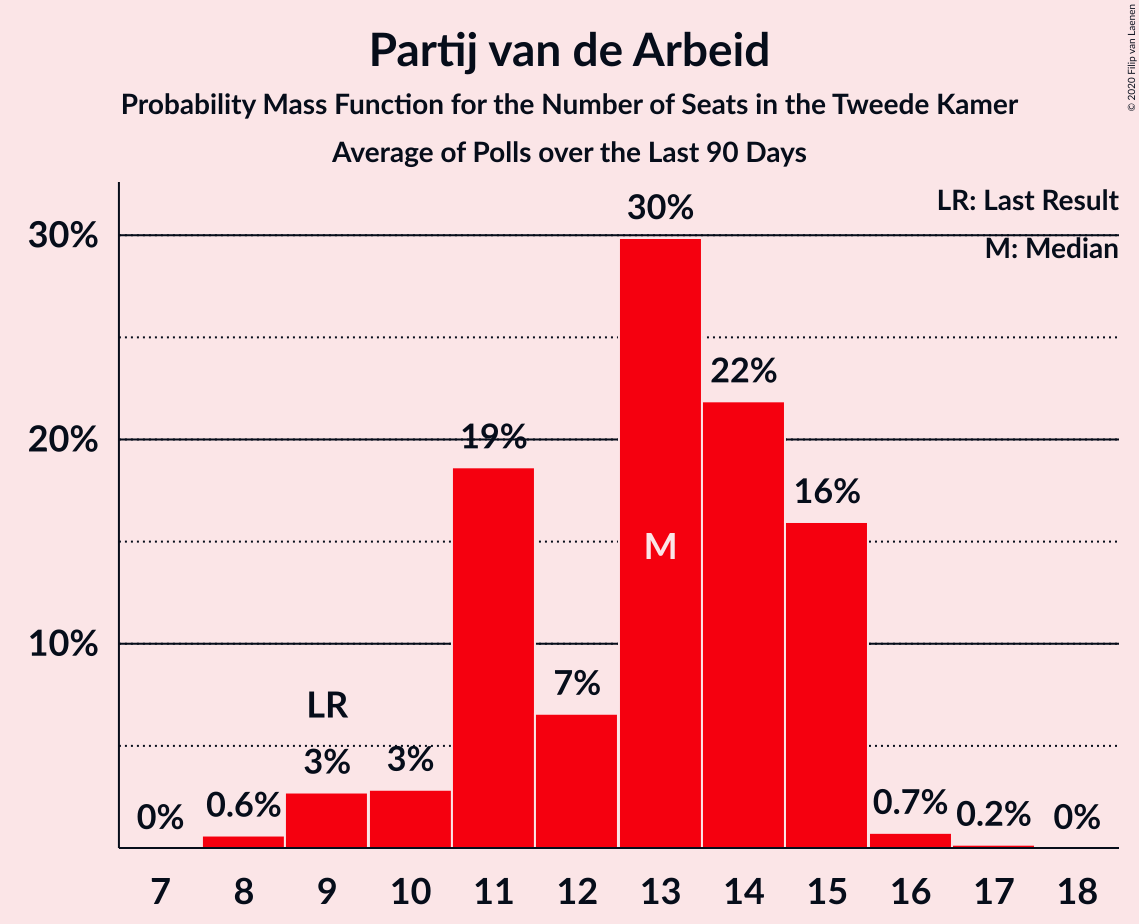 Partij van de Arbeid
Probability Mass Function for the Number of Seats in the Tweede Kamer
Average of Polls over the Last 90 Days
© 2020 Filip van Laenen
LR: Last Result
M: Median
30%
20%
10%
0%
0.6%
LR
3%
3%
19%
7%
30%
M
22%
16%
0.7%
0.2%
0%
7 8 9 10 11 12 13 14 15 16 17 18